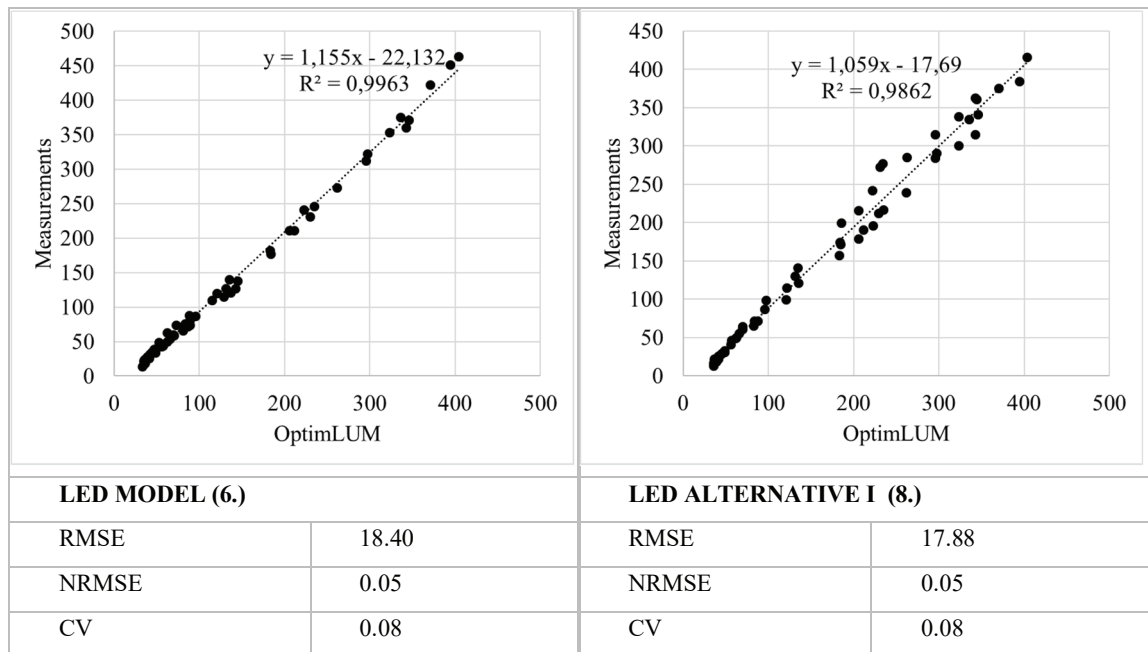 500
450
400
350
300
250
200
150
100
50
0
y = 1,155x - 22,132
R² = 0,9963
Measurements
0 100 200 300 400 500
OptimLUM
450
400
350
300
250
200
150
100
50
0
y = 1,059x - 17,69
R² = 0,9862
Measurements
0 100 200 300 400 500
OptimLUM
LED MODEL (6.) LED ALTERNATIVE I (8.)
RMSE 18.40 RMSE 17.88
NRMSE 0.05 NRMSE 0.05
CV 0.08 CV 0.08